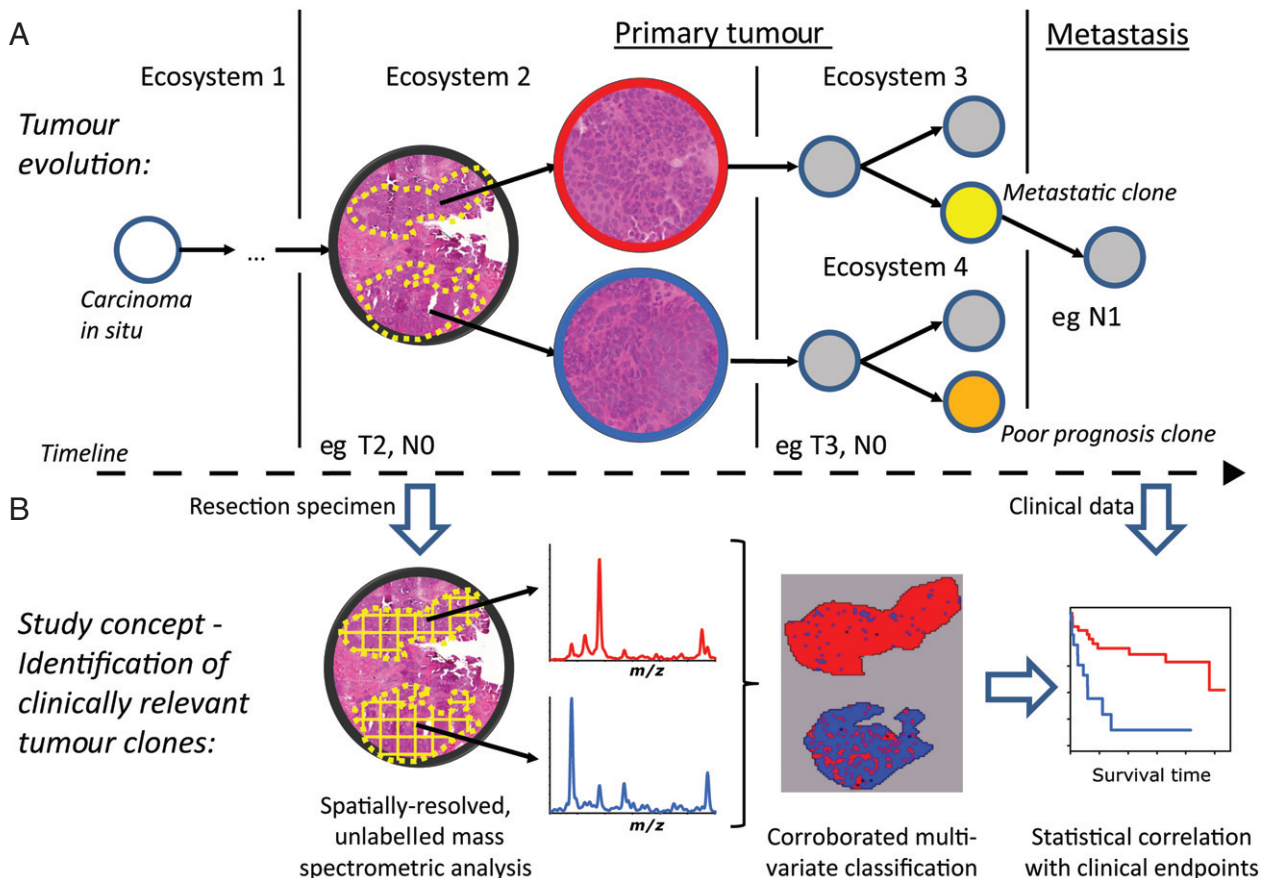 A
Primary tumour
Metastasis
Ecosystem 1
Ecosystem 2
Ecosystem 3
Tumour
evolution:
Metastatic clone
...
Ecosystem 4
Carcinoma
in situ
eg N1
eg T2, N0
eg T3, N0
Poor prognosis clone
Timeline
B
Resection specimen
Clinical data
Study concept -
Identification of
clinically relevant
tumour clones:
m/z
m/z
Survival time
Spatially-resolved,
unlabelled mass
spectrometric analysis
Corroborated multi-
variate classification
Statistical correlation
with clinical endpoints